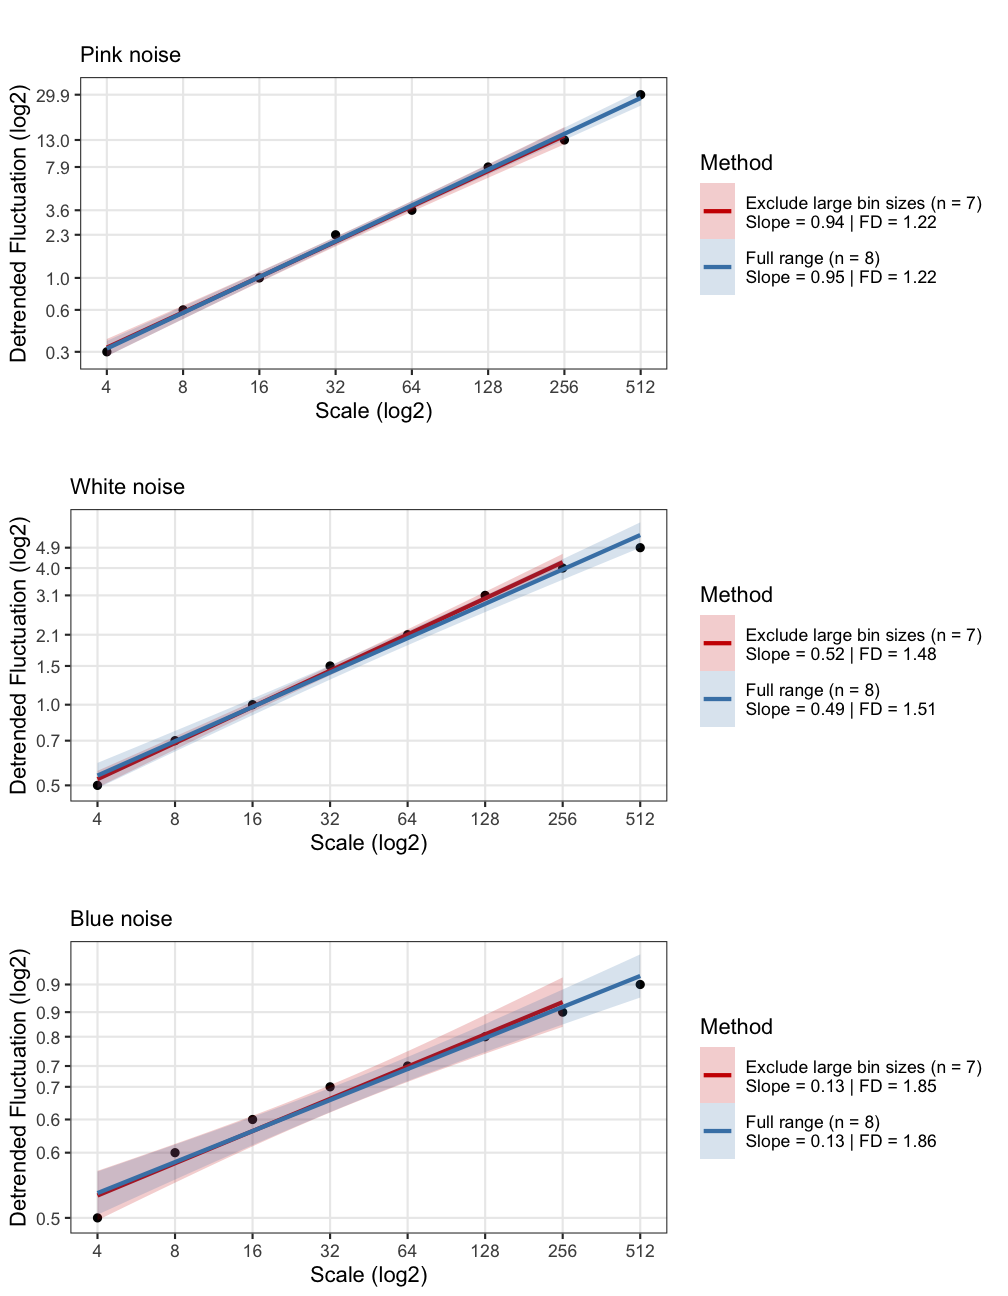 Pink noise
Detrended Fluctuation (log2)
29.9
13.0
7.9
3.6
2.3
1.0
0.6
0.3
4 8 16 32 64 128 256 512
Scale (log2)
Method
Exclude large bin sizes (n = 7)
Slope = 0.94 | FD = 1.22
Full range (n = 8)
Slope = 0.95 | FD = 1.22
White noise
Detrended Fluctuation (log2)
4.9
4.0
3.1
2.1
1.5
1.0
0.7
0.5
4 8 16 32 64 128 256 512
Scale (log2)
Method
Exclude large bin sizes (n = 7)
Slope = 0.52 | FD = 1.48
Full range (n = 8)
Slope = 0.49 | FD = 1.51
Blue noise
Detrended Fluctuation (log2)
0.9
0.9
0.8
0.7
0.7
0.6
0.6
0.5
4 8 16 32 64 128 256 512
Scale (log2)
Method
Exclude large bin sizes (n = 7)
Slope = 0.13 | FD = 1.85
Full range (n = 8)
Slope = 0.13 | FD = 1.86